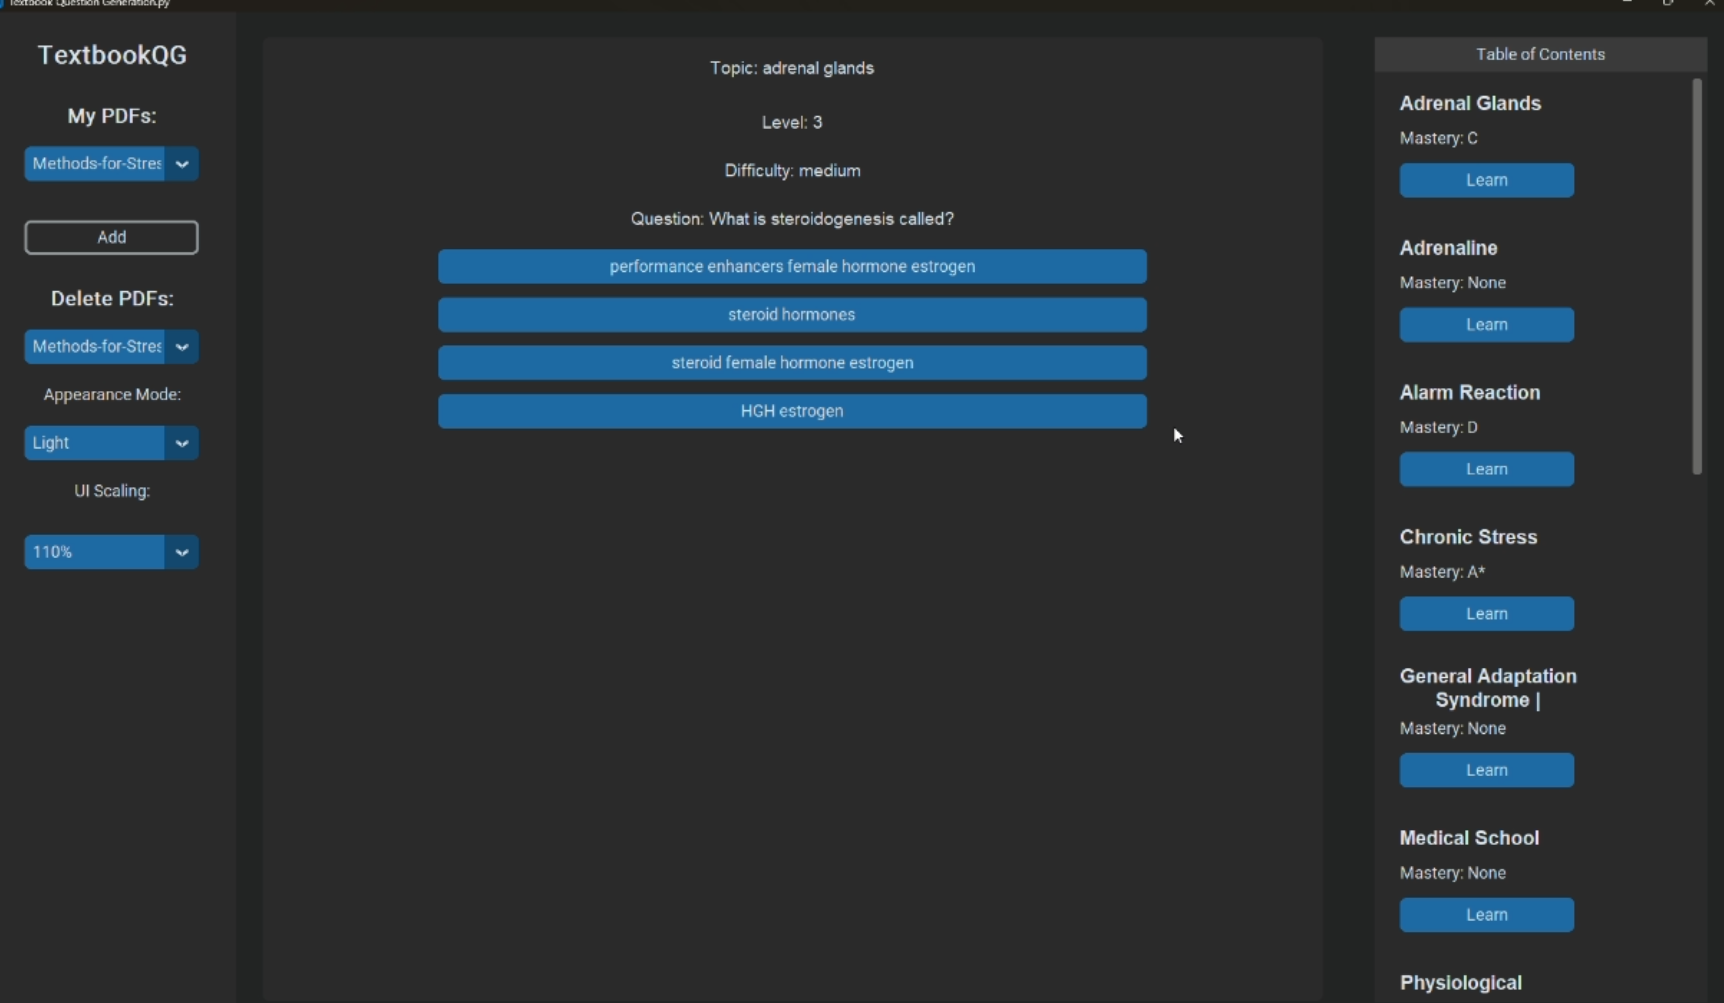 Textbook Question Generation.py
TextbookQG
My PDFs:
Methods-for-Stres
Add
Delete PDFs:
Methods-for-Stres
Appearance Mode:
Light
UI Scaling:
110%
Topic: adrenal glands
Level: 3
Difficulty: medium
Question: What is steroidogenesis called?
performance enhancers female hormone estrogen
steroid hormones
steroid female hormone estrogen
HGH estrogen
Table of Contents
Adrenal Glands
Mastery: C
Learn
Adrenaline
Mastery: None
Learn
Alarm Reaction
Mastery: D
Learn
Chronic Stress
Mastery: A*
Learn
General Adaptation
Syndrome |
Mastery: None
Learn
Medical School
Mastery: None
Learn
Physiological